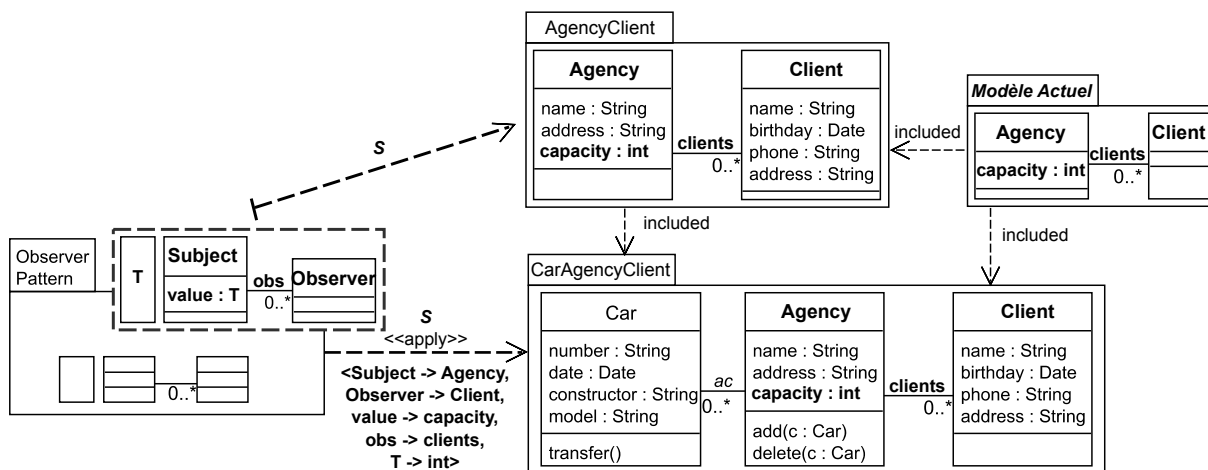 AgencyClient
Agency
name : String
address : String
capacity : int
clients
0..*
Client
name : String
birthday : Date
phone : String
address : String
included
Modèle Actuel
Agency
capacity : int
clients
0..*
Client
S
included
included
Observer
Pattern
T
Subject
value : T
obs
0..*
Observer
0..*
S
<<apply>>
<Subject -> Agency,
Observer -> Client,
value -> capacity,
obs -> clients,
T -> int>
CarAgencyClient
Car
number : String
date : Date
constructor : String
model : String
transfer()
ac
0..*
Agency
name : String
address : String
capacity : int
add(c : Car)
delete(c : Car)
clients
0..*
Client
name : String
birthday : Date
phone : String
address : String